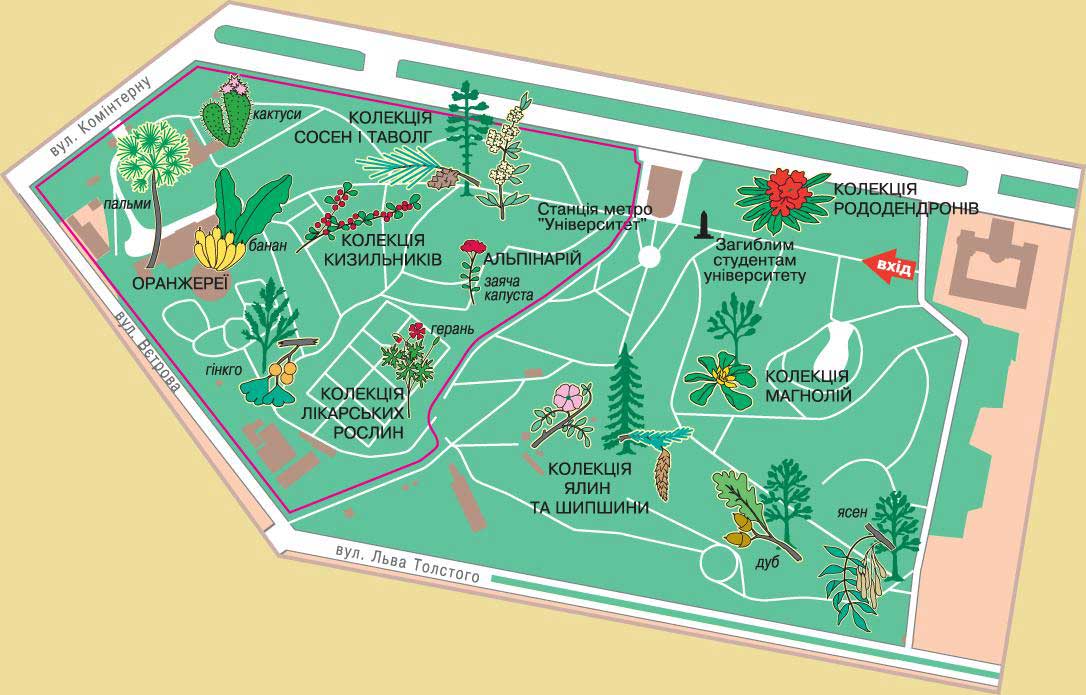 вул. Комінтерну
кактуси
КОЛЕКЦІЯ
СОСЕН І ТАВОЛГ
пальми
банан
ОРАНЖЕРЕЇ
КОЛЕКЦІЯ
КИЗИЛЬНИКІВ
Станція метро
"Університет"
КОЛЕКЦІЯ
РОДОДЕНДРОНІВ
Загиблим
студентам
університету
вхід
АЛЬПІНАРІЙ
заяча
капуста
вул. Вєтрова
гінкго
герань
КОЛЕКЦІЯ
ЛІКАРСЬКИХ
РОСЛИН
КОЛЕКЦІЯ
МАГНОЛІЙ
КОЛЕКЦІЯ
ЯЛИН
ТА ШИПШИНИ
дуб
ясен
вул. Льва Толстого